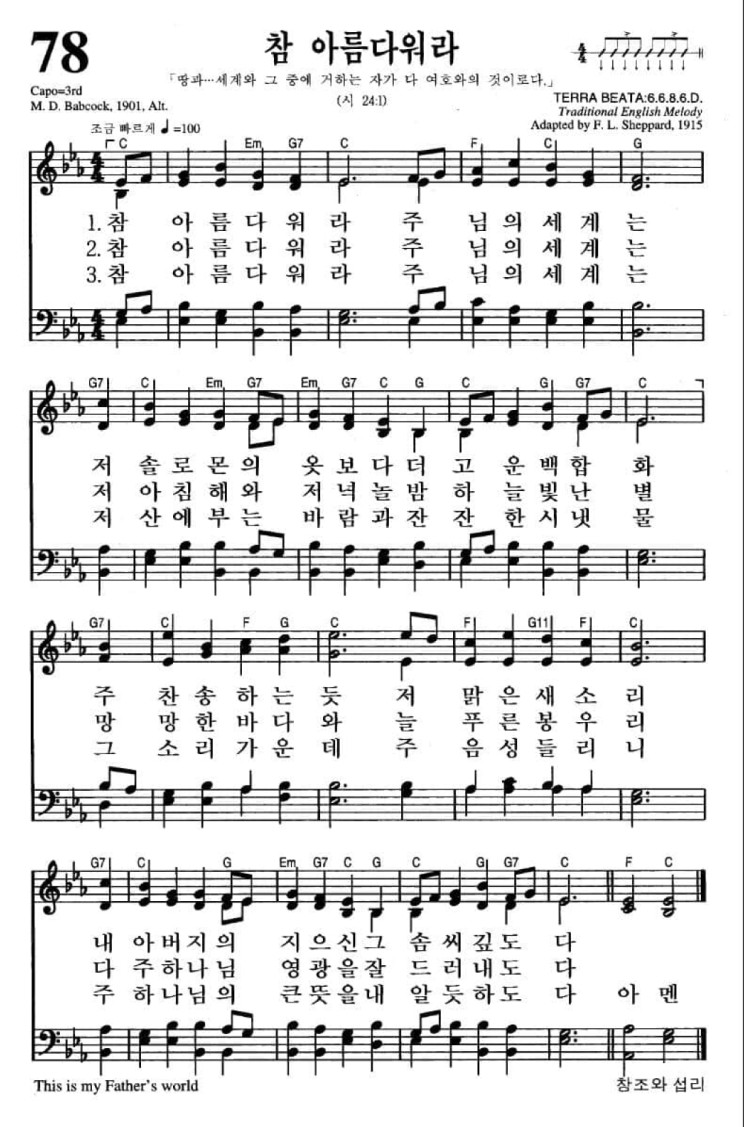 78
참 아름다워라
「땅과…세계와 그 중에 거하는 자가 다 여호와의 것이로다.」
(시 24:1)
Capo=3rd
M. D. Babcock, 1901, Alt.
TERRA BEATA:6.6.8.6.D.
Traditional English Melody
Adapted by F. L. Sheppard, 1915
조금 빠르게 ♩=100
C Em G7 C F C G
1. 참 아 름 다 워 라 주 님 의 세 계 는
2. 참 아 름 다 워 라 주 님 의 세 계 는
3. 참 아 름 다 워 라 주 님 의 세 계 는
G7 C Em G7 Em G7 C G C G G7 C
저 솔 로 몬 의 옷 보 다 더 고 운 백 합 화
저 아 침 해 와 저 녁 놀 밤 하 늘 빛 난 별
저 산 에 부 는 바 람 과 잔 잔 한 시 냇 물
G7 C F G C F G11 F C
주 찬 송 하 는 듯 저 맑 은 새 소 리
망 망 한 바 다 와 늘 푸 른 봉 우 리
그 소 리 가 운 데 주 음 성 들 리 니
G7 C G Em G7 C G C G G7 C F C
내 아 버 지 의 지 으 신 그 솜 씨 깊 도 다
다 주 하 나 님 영 광 을 잘 드 러 내 도 다
주 하 나 님 의 큰 뜻 을 내 알 듯 하 도 다 아 멘
This is my Father's world
창조와 섭리